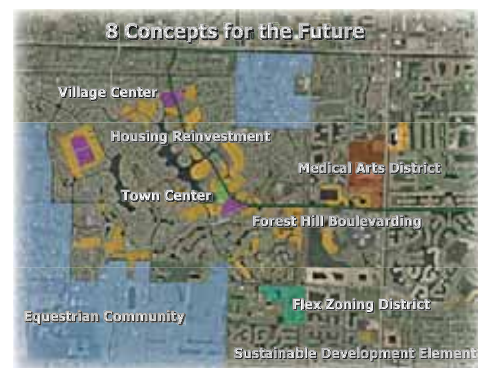 8 Concepts for the Future
Village Center
Housing Reinvestment
Medical Arts District
Town Center
Forest Hill Boulevarding
Flex Zoning District
Equestrian Community
Sustainable Development Element